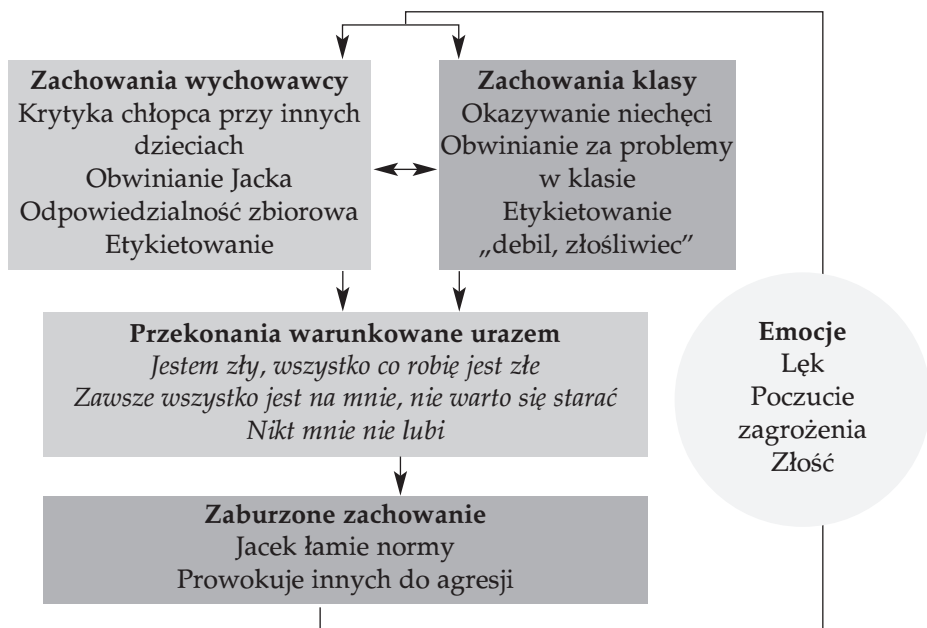 Zachowania wychowawcy
Krytyka chłopca przy innych
dzieciach
Obwinianie Jacka
Odpowiedzialność zbiorowa
Etykietowanie
Zachowania klasy
Okazywanie niechęci
Obwinianie za problemy
w klasie
Etykietowanie
„debil, złośliwiec”
Przekonania warunkowane urazem
Jestem zły, wszystko co robię jest złe
Zawsze wszystko jest na mnie, nie warto się starać
Nikt mnie nie lubi
Emocje
Lęk
Poczucie
zagrożenia
Złość
Zaburzone zachowanie
Jacek łamie normy
Prowokuje innych do agresji